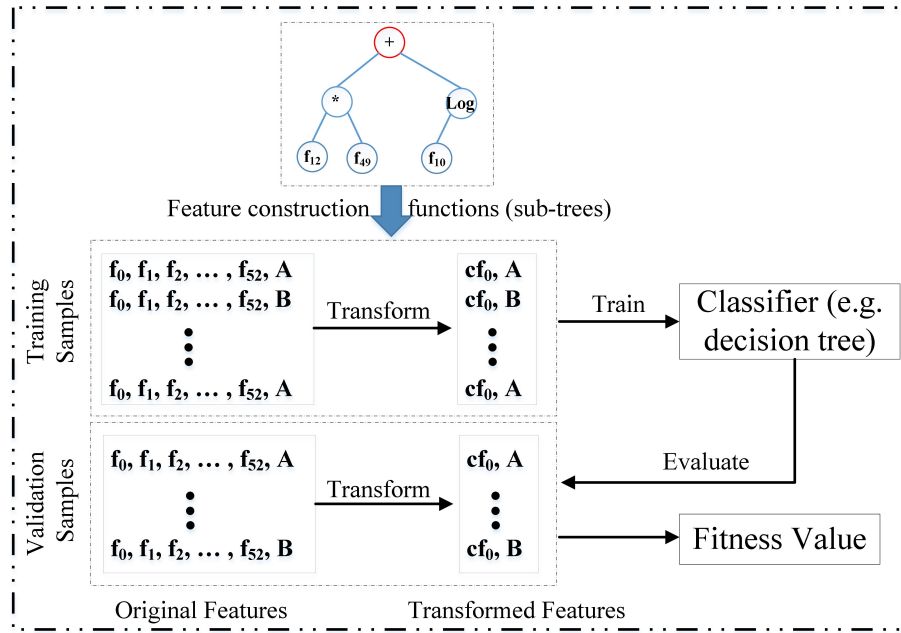 +
*
Log
f12
f49
f10
Feature construction functions (sub-trees)
Training Samples
f0, f1, f2, … , f52, A
f0, f1, f2, … , f52, B
f0, f1, f2, … , f52, A
Transform
cf0, A
cf0, B
cf0, A
Train
Classifier (e.g.
decision tree)
Validation Samples
f0, f1, f2, … , f52, A
f0, f1, f2, … , f52, B
Transform
cf0, A
cf0, B
Evaluate
Fitness Value
Original Features
Transformed Features